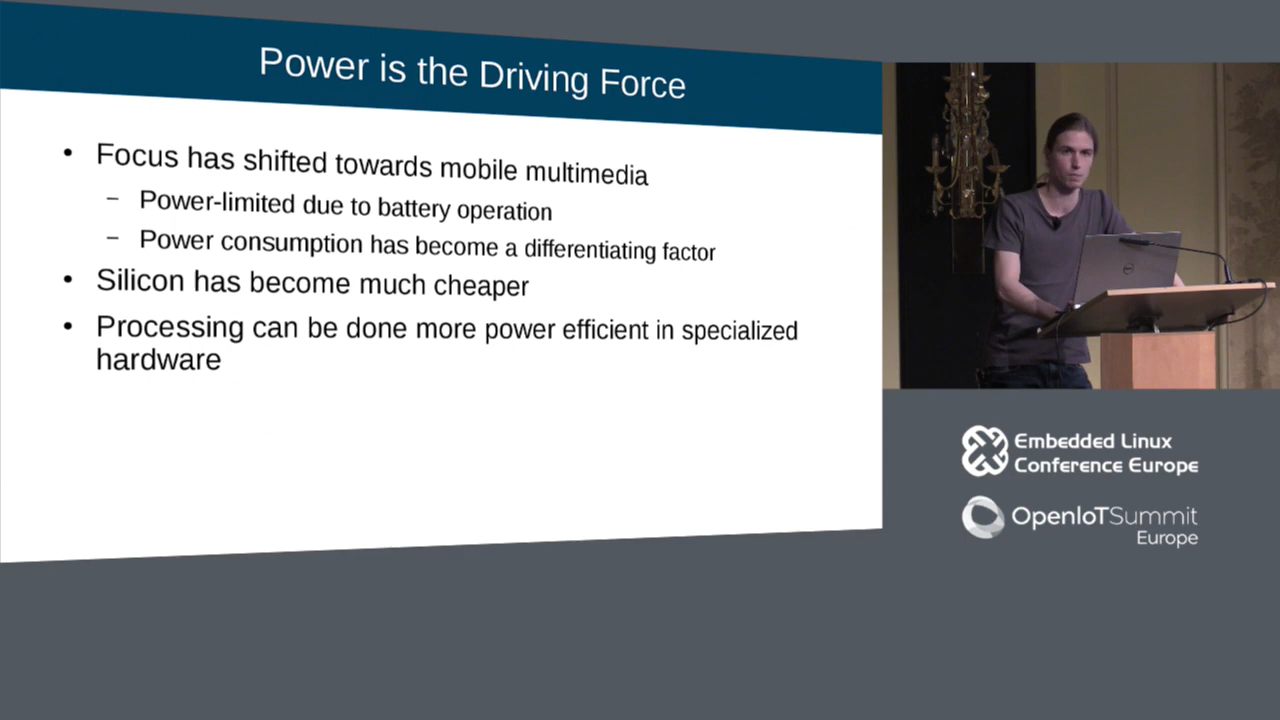 Power is the Driving Force
• Focus has shifted towards mobile multimedia
– Power-limited due to battery operation
– Power consumption has become a differentiating factor
• Silicon has become much cheaper
• Processing can be done more power efficient in specialized
hardware
Embedded Linux
Conference Europe
OpenIoTSummit
Europe